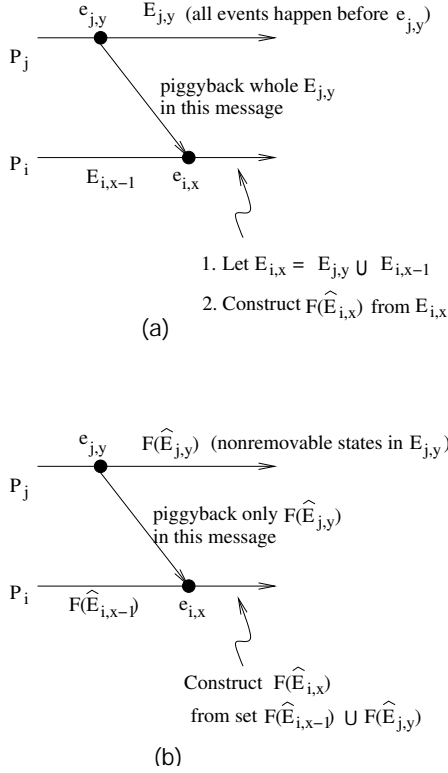 e_{j,y} E_{j,y} (all events happen before e_{j,y})
P_j
piggyback whole E_{j,y}
in this message
P_i
E_{i,x−1} e_{i,x}
1. Let E_{i,x} = E_{j,y} ∪ E_{i,x−1}
2. Construct F(Ê_{i,x}) from E_{i,x}
(a)
e_{j,y} F(Ê_{j,y}) (nonremovable states in E_{j,y})
P_j
piggyback only F(Ê_{j,y})
in this message
P_i
F(Ê_{i,x−1}) e_{i,x}
Construct F(Ê_{i,x})
from set F(Ê_{i,x−1}) ∪ F(Ê_{j,y})
(b)